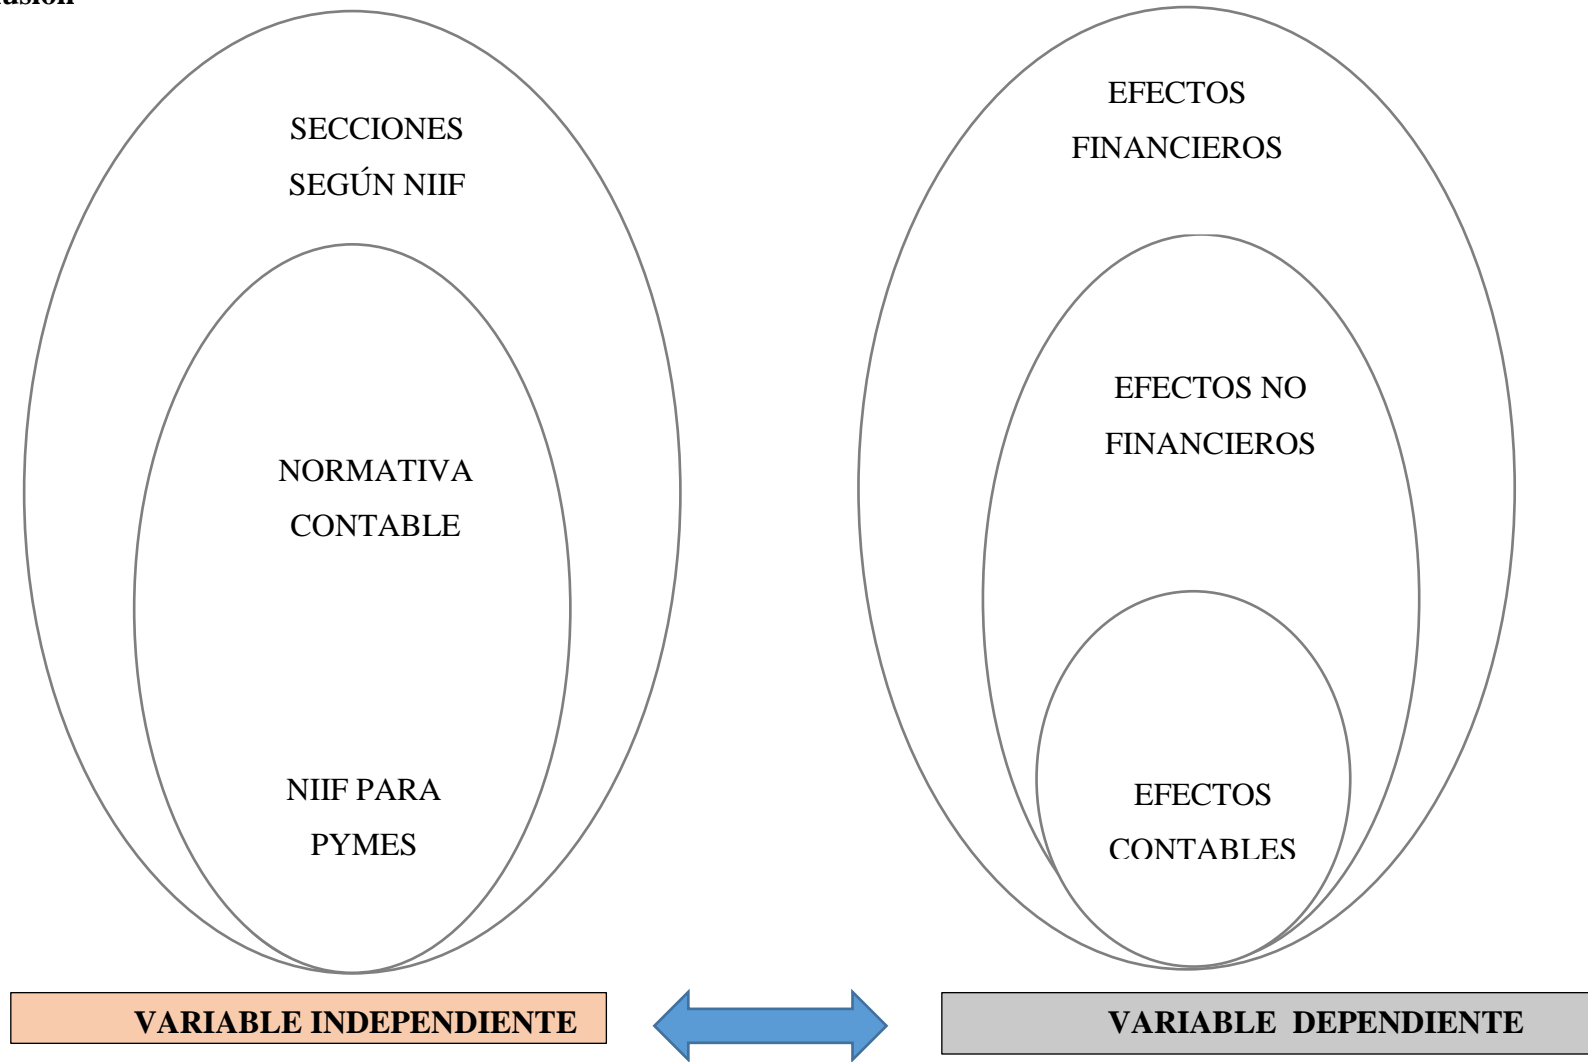 SECCIONES
SEGÚN NIIF
NORMATIVA
CONTABLE
NIIF PARA
PYMES
EFECTOS
FINANCIEROS
EFECTOS NO
FINANCIEROS
EFECTOS
CONTABLES
VARIABLE INDEPENDIENTE
VARIABLE DEPENDIENTE